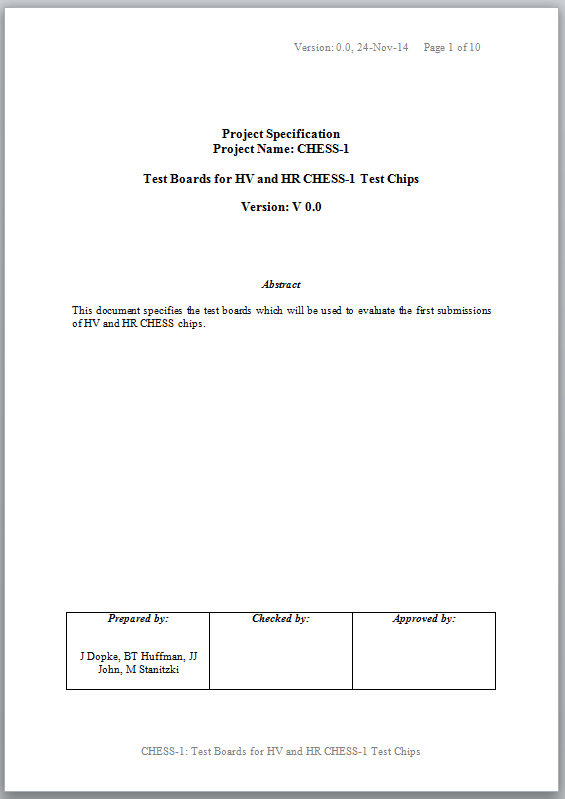 Version: 0.0, 24-Nov-14 Page 1 of 10
Project Specification
Project Name: CHESS-1
Test Boards for HV and HR CHESS-1 Test Chips
Version: V 0.0
Abstract
This document specifies the test boards which will be used to evaluate the first submissions
of HV and HR CHESS chips.
Prepared by: Checked by: Approved by:
J Dopke, BT Huffman, JJ
John, M Stanitzki
CHESS-1: Test Boards for HV and HR CHESS-1 Test Chips